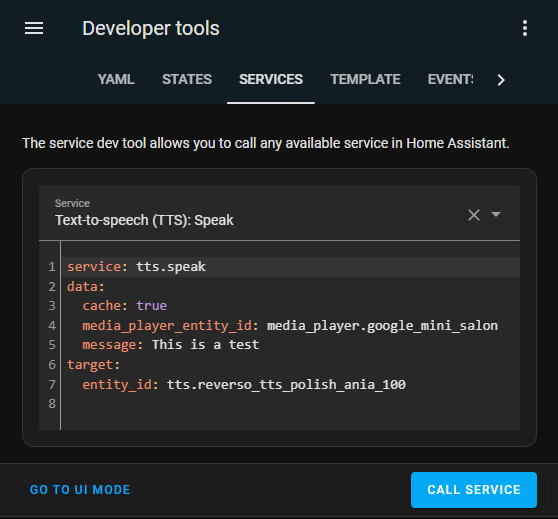 Developer tools
YAML STATES SERVICES TEMPLATE EVENTS
The service dev tool allows you to call any available service in Home Assistant.
Service
Text-to-speech (TTS): Speak
1 service: tts.speak
2 data:
3   cache: true
4   media_player_entity_id: media_player.google_mini_salon
5   message: This is a test
6 target:
7   entity_id: tts.reverso_tts_polish_ania_100
8
GO TO UI MODE CALL SERVICE